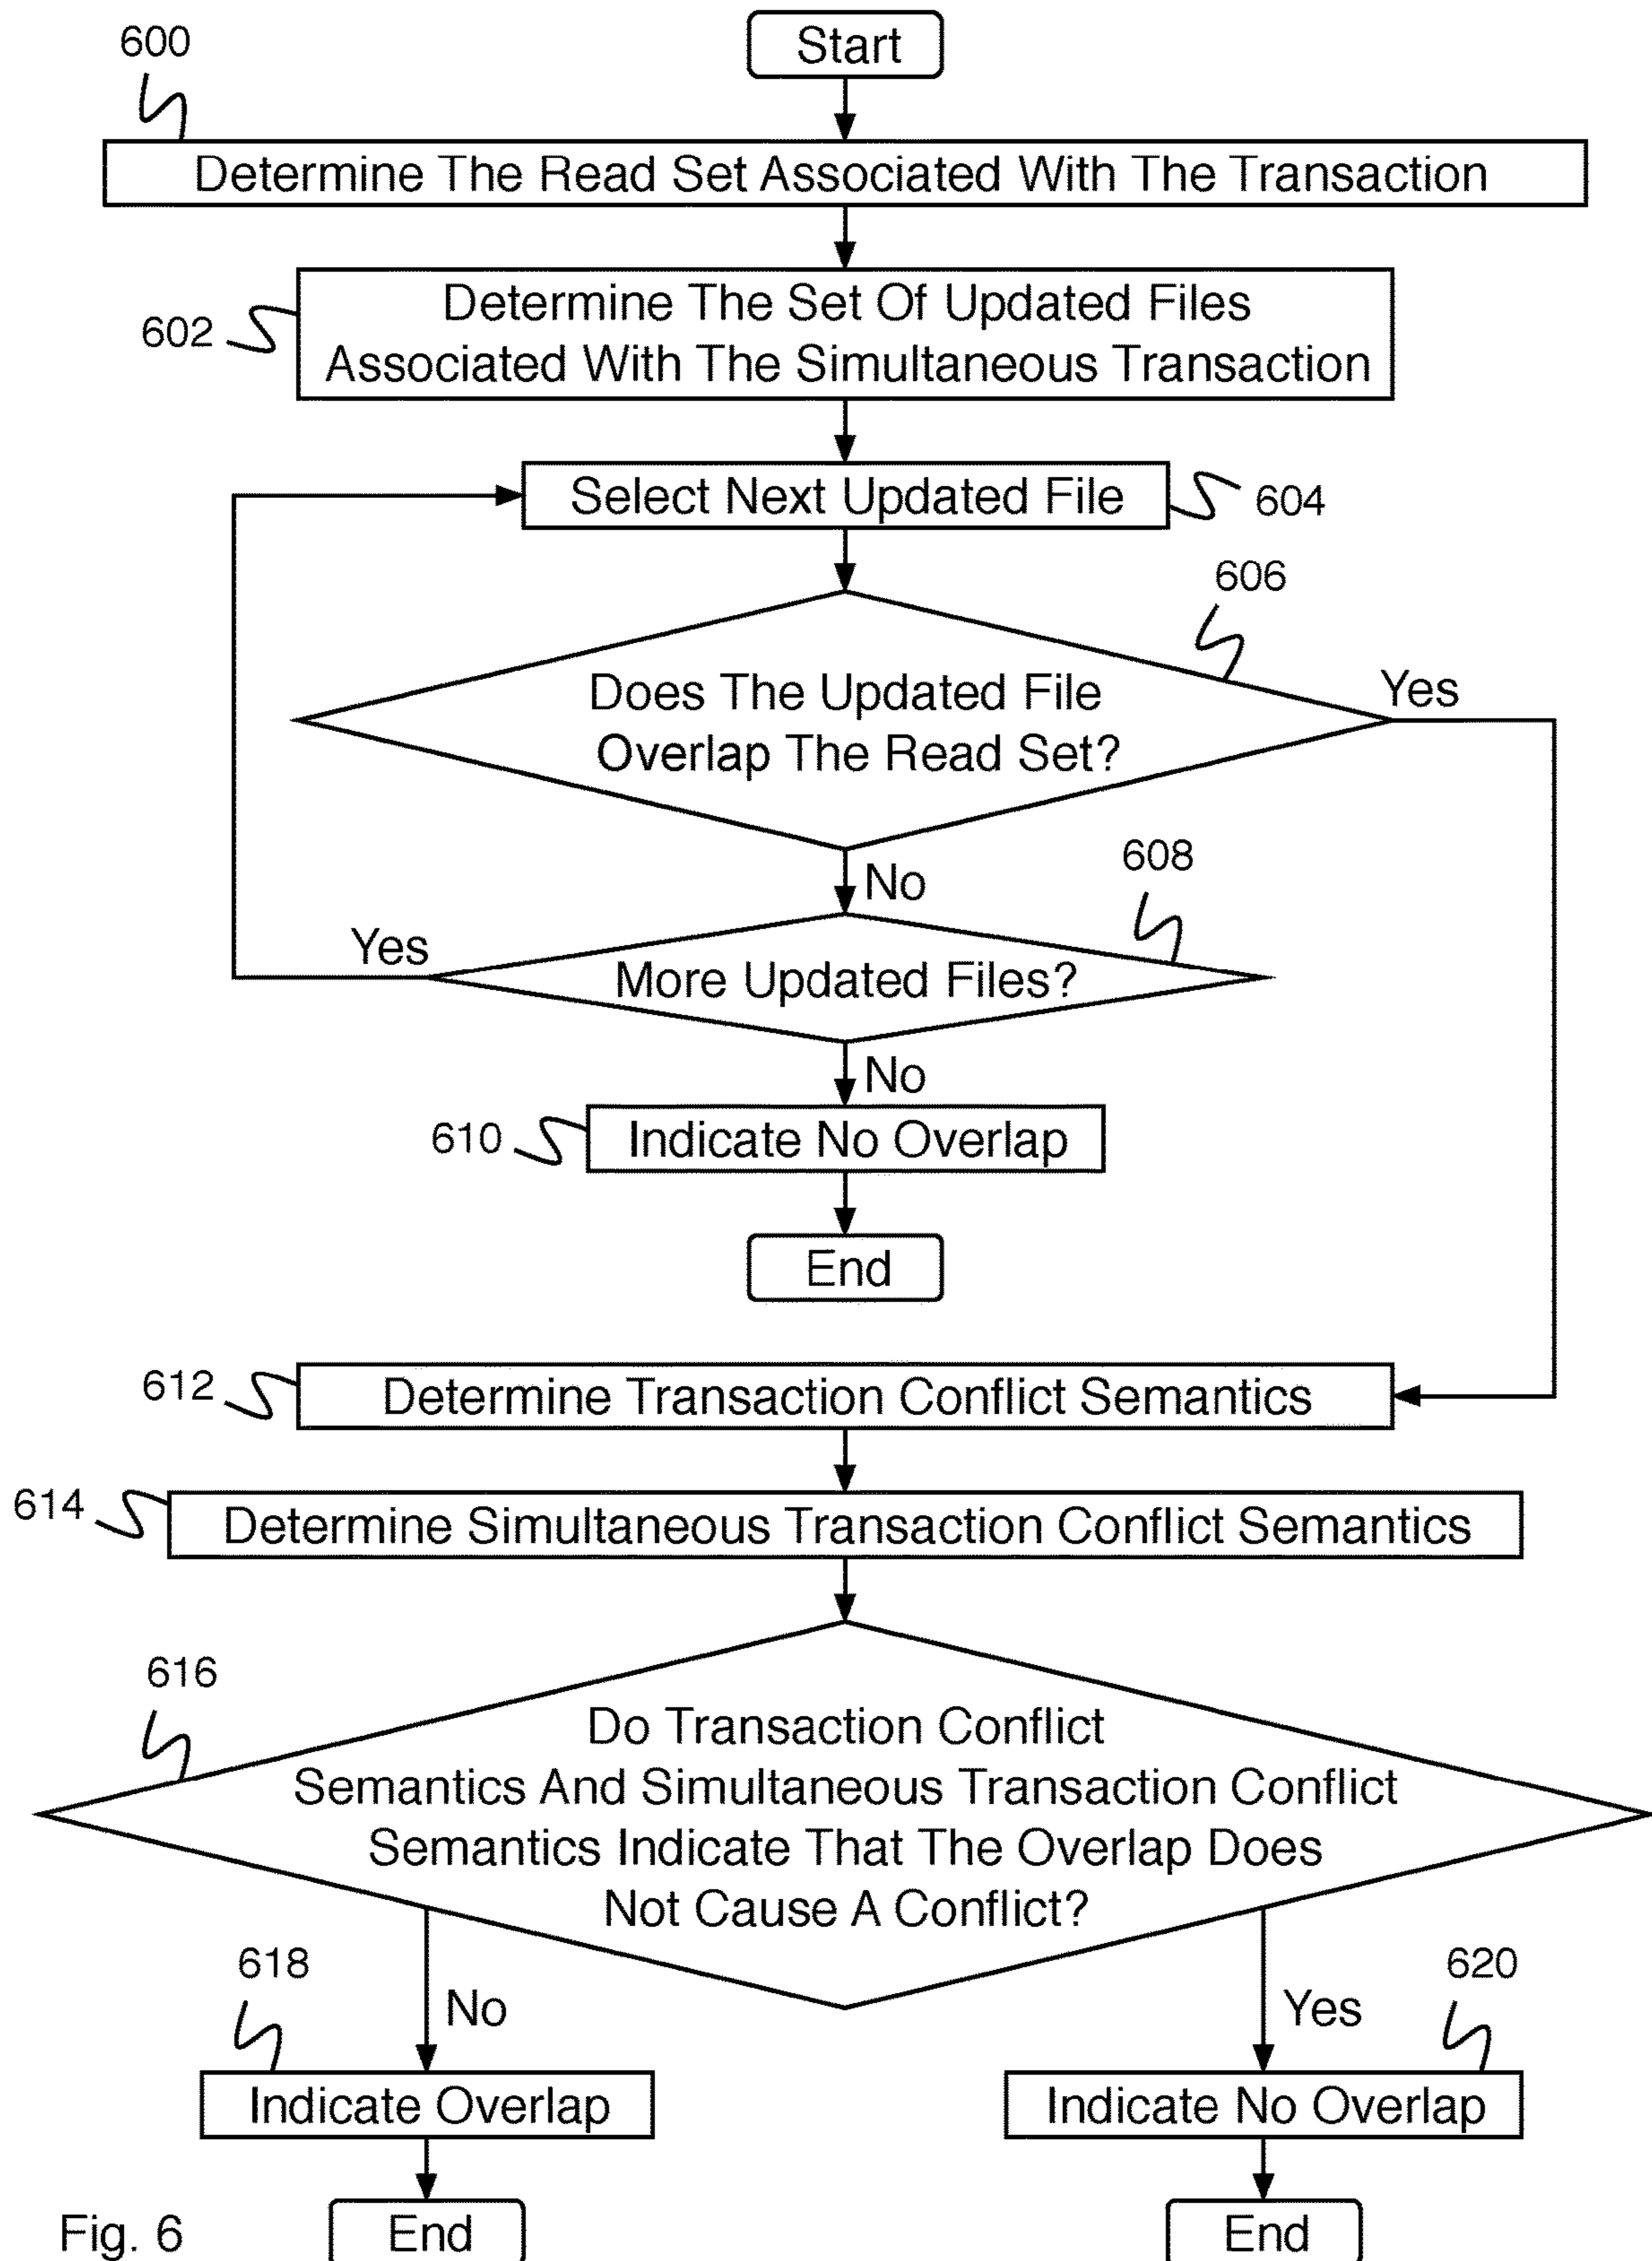 Start
600
Determine The Read Set Associated With The Transaction
Determine The Set Of Updated Files
Associated With The Simultaneous Transaction
602
Select Next Updated File
604
606
Does The Updated File
Overlap The Read Set?
Yes
No
608
Yes
More Updated Files?
No
610
Indicate No Overlap
End
612
Determine Transaction Conflict Semantics
614
Determine Simultaneous Transaction Conflict Semantics
616
Do Transaction Conflict
Semantics And Simultaneous Transaction Conflict
Semantics Indicate That The Overlap Does
Not Cause A Conflict?
618
No
620
Yes
Indicate Overlap
Indicate No Overlap
End
End
Fig. 6